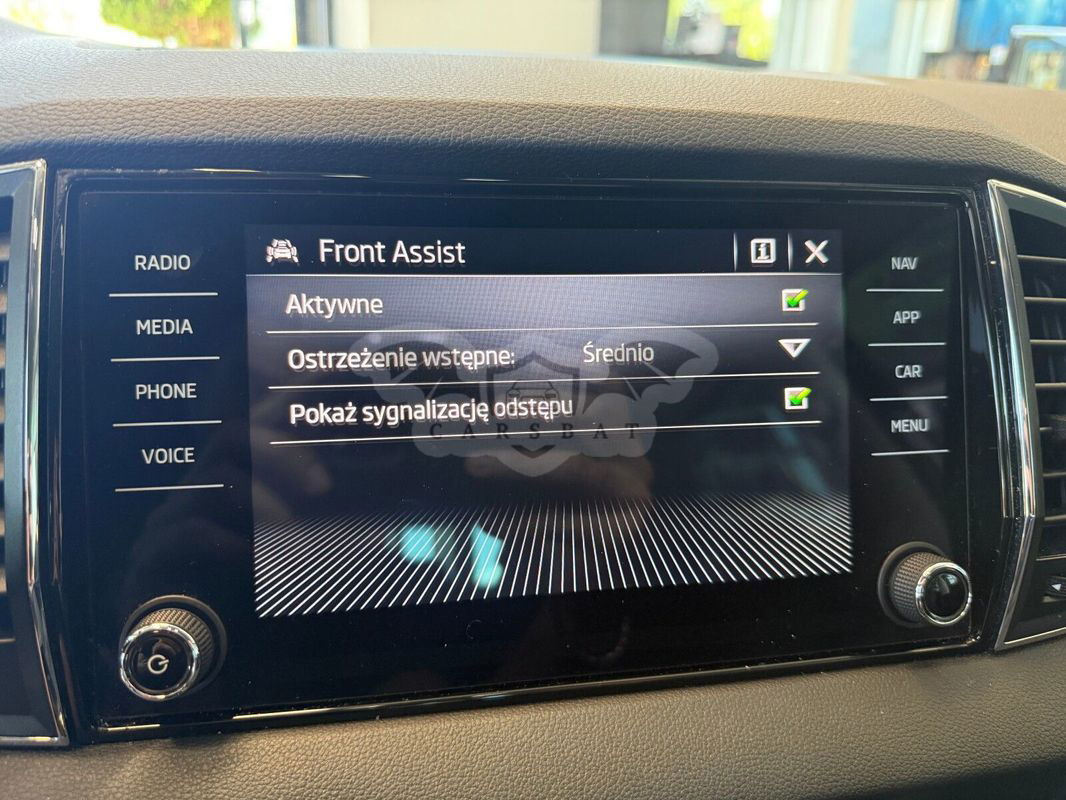 RADIO
MEDIA
PHONE
VOICE
Front Assist
Aktywne
Ostrzeżenie wstępne: Średnio
Pokaż sygnalizację odstępu
CARSBAT
NAV
APP
CAR
MENU